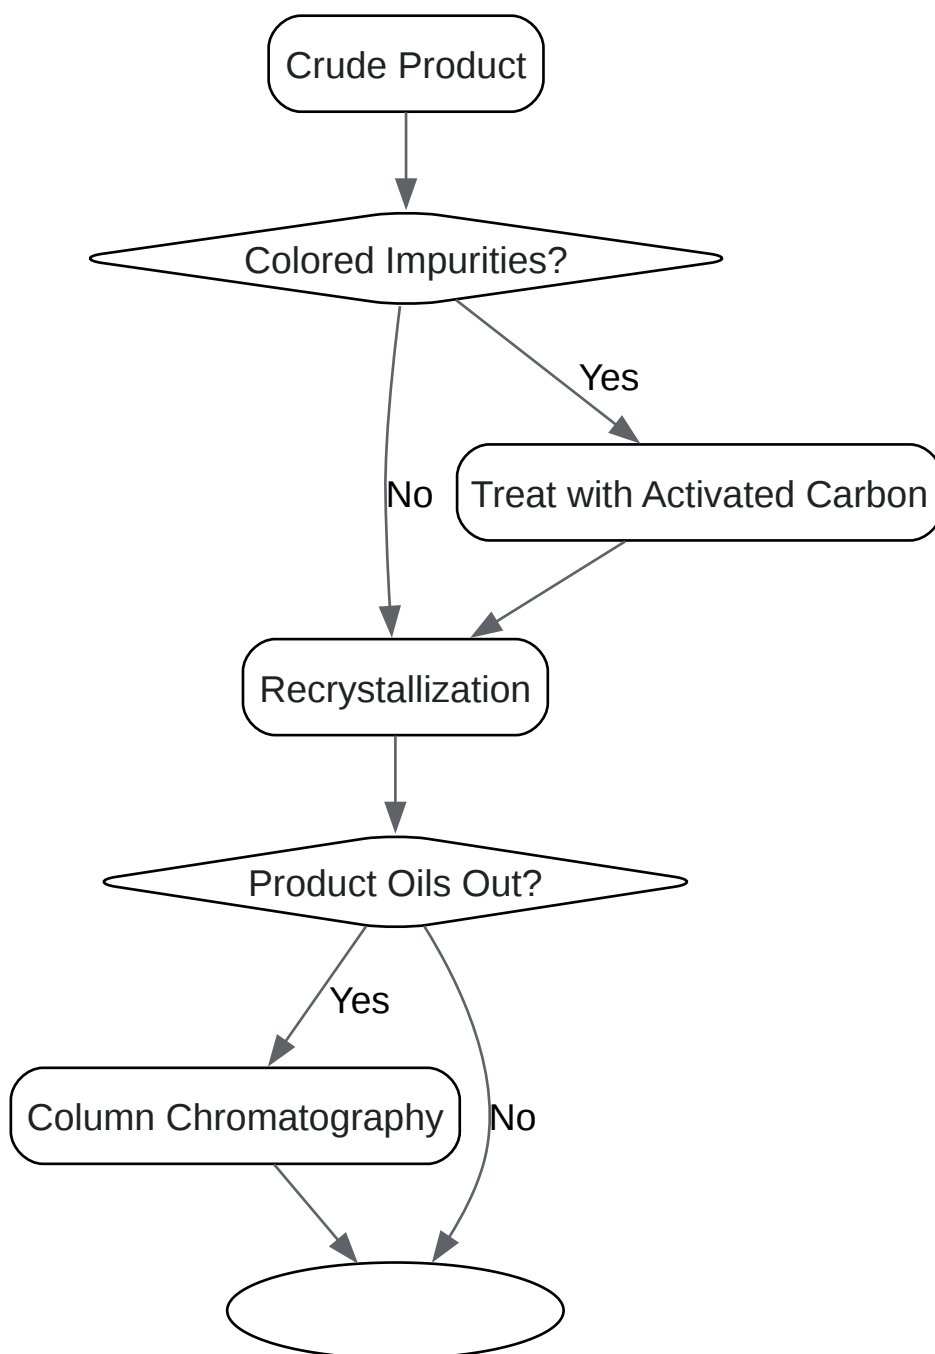 Crude Product
Colored Impurities?
Yes
No
Treat with Activated Carbon
Recrystallization
Product Oils Out?
Yes
Column Chromatography
No